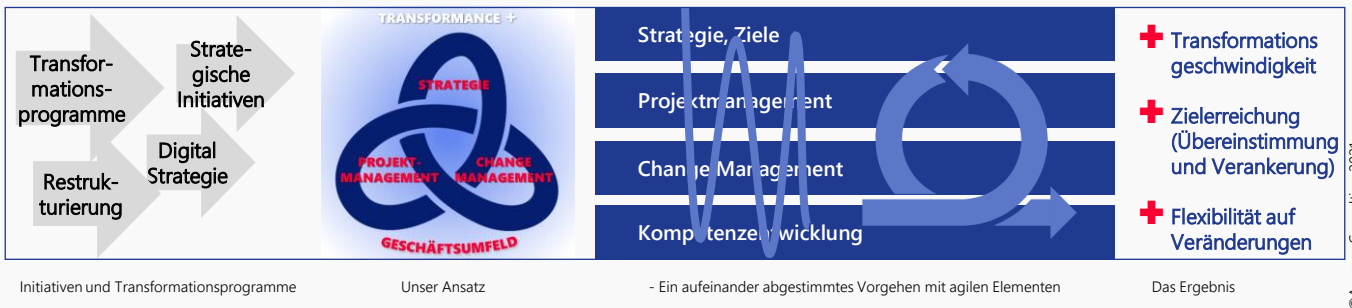 Transfor-
mations-
programme
Strate-
gische
Initiativen
Digital
Strategie
Restruk-
turierung
TRANSFORMANCE +
STRATEGIE
PROJEKT-
MANAGEMENT
CHANGE
MANAGEMENT
GESCHÄFTSUMFELD
Strategie, Ziele
Projektmanagement
Change Management
Kompetenzentwicklung
Transformations
geschwindigkeit
Zielerreichung
(Übereinstimmung
und Verankerung)
Flexibilität auf
Veränderungen
Initiativen und Transformationsprogramme
Unser Ansatz
- Ein aufeinander abgestimmtes Vorgehen mit agilen Elementen
Das Ergebnis